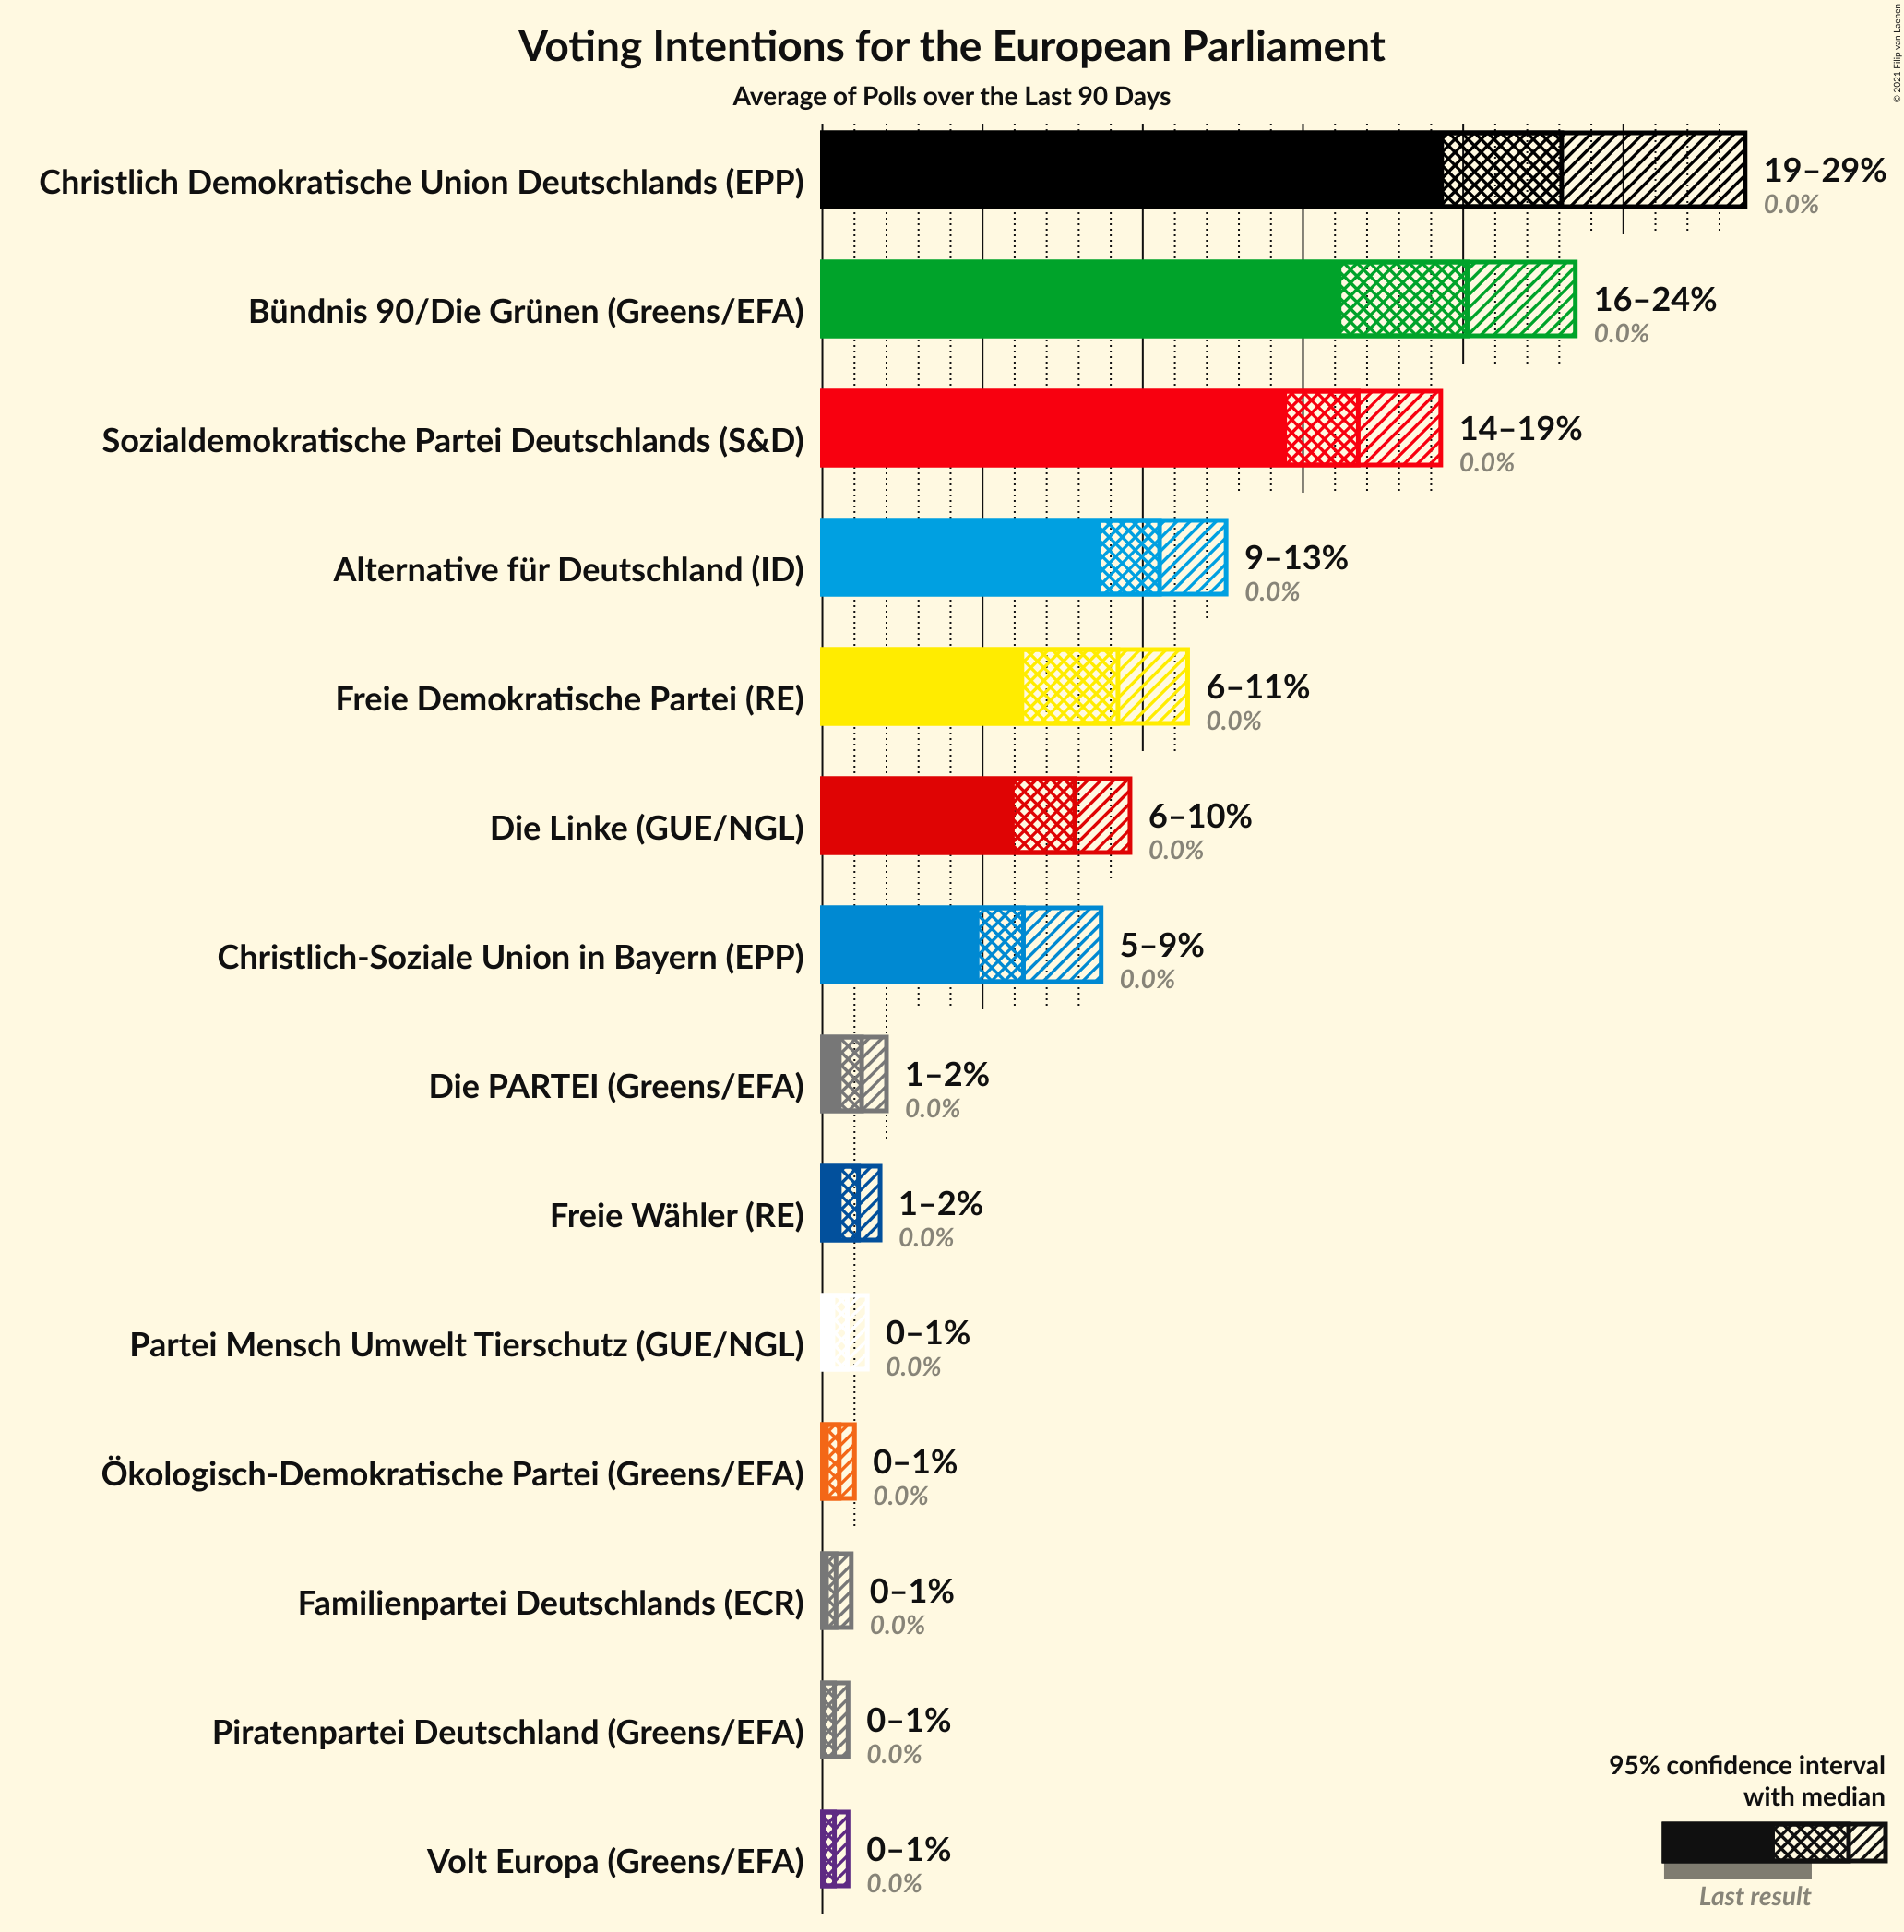 Voting Intentions for the European Parliament
Average of Polls over the Last 90 Days
© 2021 Filip van Laenen
Christlich Demokratische Union Deutschlands (EPP)
19–29%
0.0%
Bündnis 90/Die Grünen (Greens/EFA)
16–24%
0.0%
Sozialdemokratische Partei Deutschlands (S&D)
14–19%
0.0%
Alternative für Deutschland (ID)
9–13%
0.0%
Freie Demokratische Partei (RE)
6–11%
0.0%
Die Linke (GUE/NGL)
6–10%
0.0%
Christlich-Soziale Union in Bayern (EPP)
5–9%
0.0%
Die PARTEI (Greens/EFA)
1–2%
0.0%
Freie Wähler (RE)
1–2%
0.0%
Partei Mensch Umwelt Tierschutz (GUE/NGL)
0–1%
0.0%
Ökologisch-Demokratische Partei (Greens/EFA)
0–1%
0.0%
Familienpartei Deutschlands (ECR)
0–1%
0.0%
Piratenpartei Deutschland (Greens/EFA)
0–1%
0.0%
Volt Europa (Greens/EFA)
0–1%
0.0%
95% confidence interval
with median
Last result